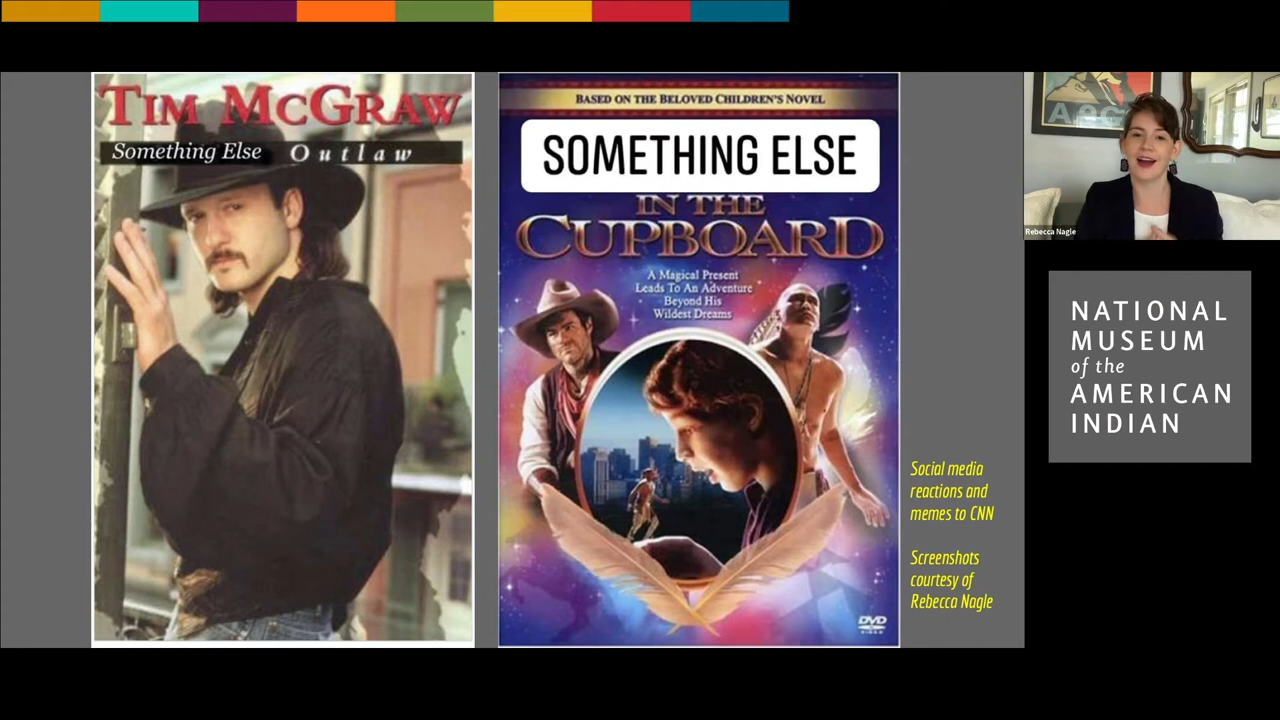 TIM MCGRAW
Something Else Outlaw
BASED ON THE BELOVED CHILDREN'S NOVEL
SOMETHING ELSE
IN THE
CUPBOARD
A Magical Present
Leads To An Adventure
Beyond His
Wildest Dreams
DVD
VIDEO
Social media
reactions and
memes to CNN
Screenshots
courtesy of
Rebecca Nagle
Rebecca Nagle
NATIONAL
MUSEUM
of the
AMERICAN
INDIAN